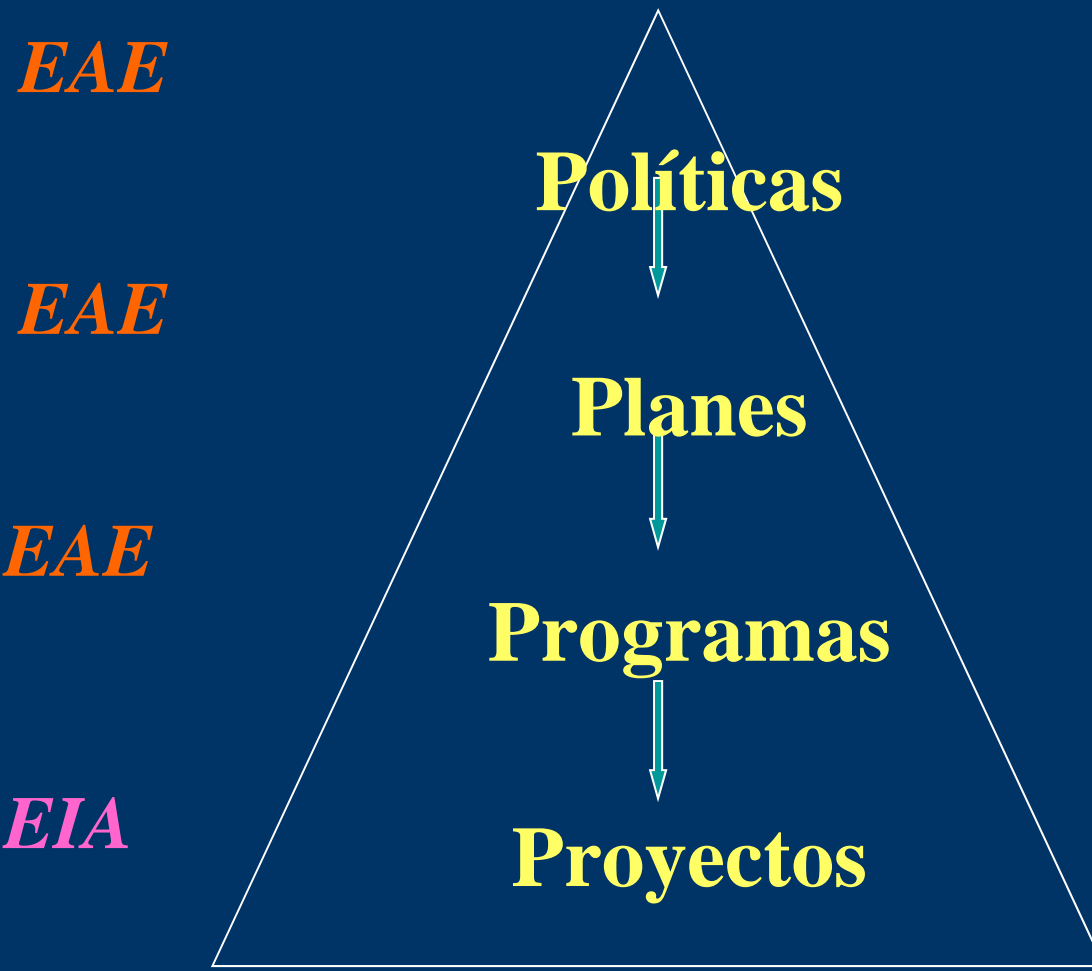 EAE
Políticas
EAE
Planes
EAE
Programas
EIA
Proyectos